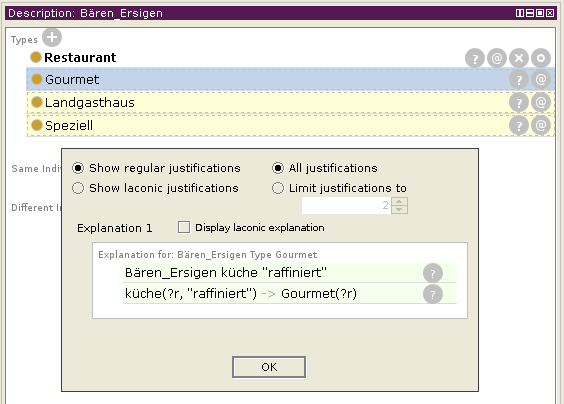 Description: Bären_Ersigen
Types
Restaurant
? @
Gourmet
? @
Landgasthaus
? @
Speziell
? @
Same Indi
Different In
Show regular justifications
All justifications
Show laconic justifications
Limit justifications to
2
Explanation 1
Display laconic explanation
Explanation for: Bären_Ersigen Type Gourmet
Bären_Ersigen küche "raffiniert"
?
küche(?r, "raffiniert") -> Gourmet(?r)
?
OK